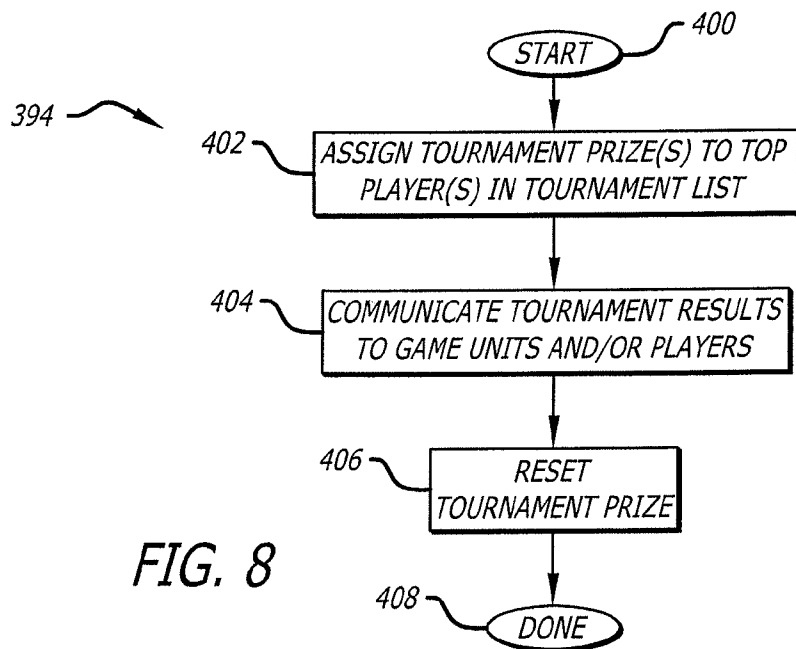 START
400
394
402
ASSIGN TOURNAMENT PRIZE(S) TO TOP
PLAYER(S) IN TOURNAMENT LIST
404
COMMUNICATE TOURNAMENT RESULTS
TO GAME UNITS AND/OR PLAYERS
406
RESET
TOURNAMENT PRIZE
FIG. 8
408
DONE